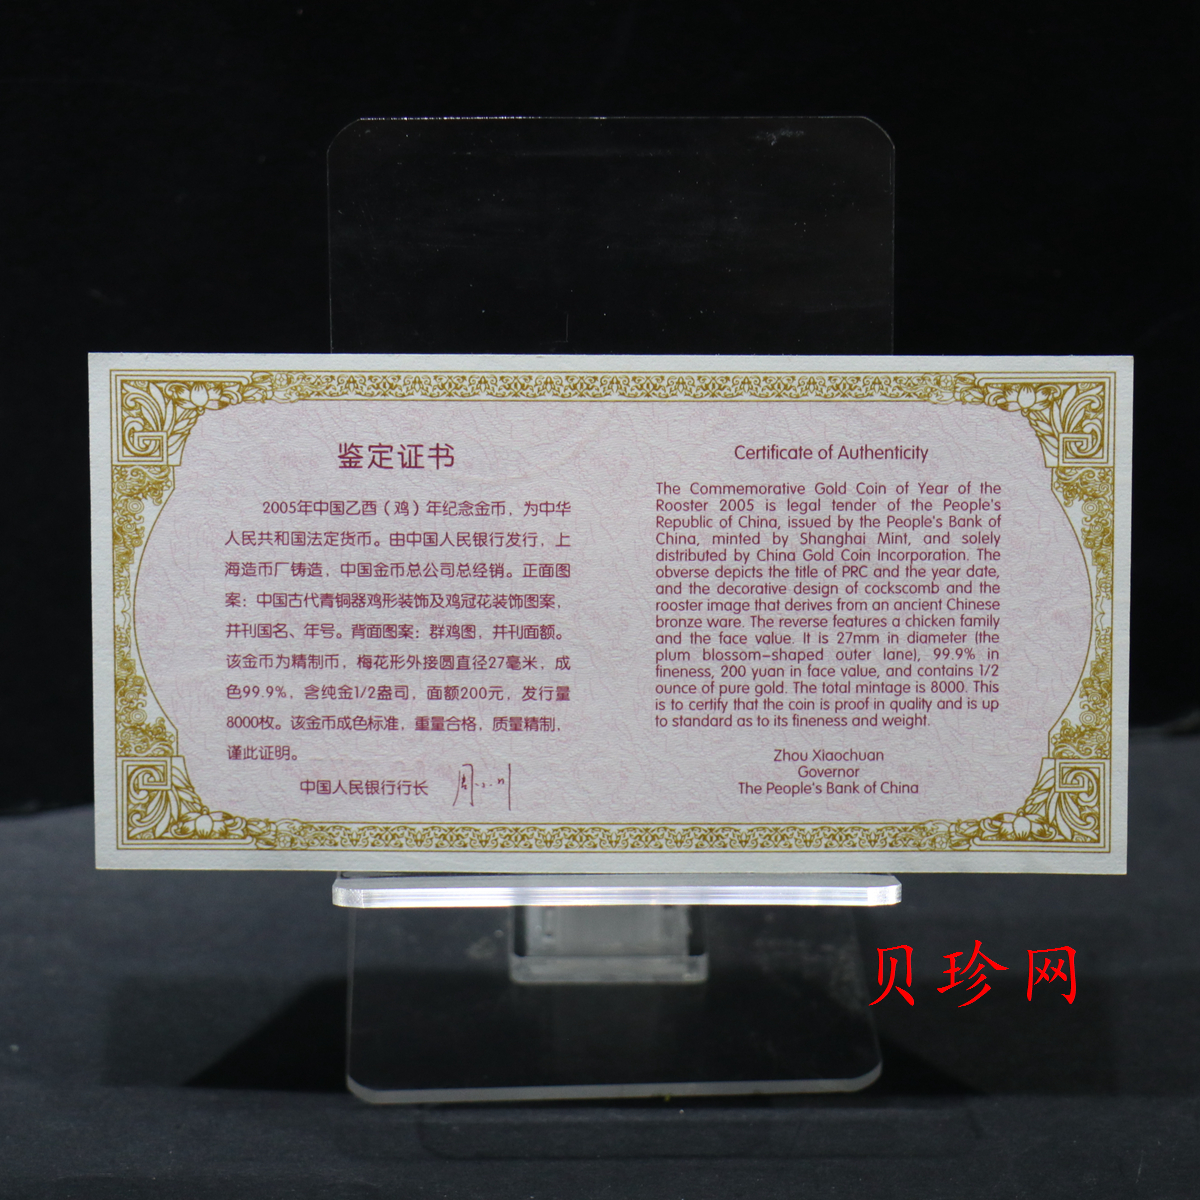 鉴定证书
2005年中国乙酉（鸡）年纪念金币，为中华
人民共和国法定货币。由中国人民银行发行，上
海造币厂铸造，中国金币总公司总经销。正面图
案：中国古代青铜器鸡形装饰及鸡冠花装饰图案，
并刊国名、年号。背面图案：群鸡图，并刊面额。
该金币为精制币，梅花形外接圆直径27毫米，成
色99.9%，含纯金1/2盎司，面额200元，发行量
8000枚。该金币成色标准，重量合格，质量精制，
谨此证明。
中国人民银行行长
Certificate of Authenticity
The Commemorative Gold Coin of Year of the
Rooster 2005 is legal tender of the People's
Republic of China, issued by the People's Bank of
China, minted by Shanghai Mint, and solely
distributed by China Gold Coin Incorporation. The
obverse depicts the title of PRC and the year date,
and the decorative design of cockscomb and the
rooster image that derives from an ancient Chinese
bronze ware. The reverse features a chicken family
and the face value. It is 27mm in diameter (the
plum blossom-shaped outer lane), 99.9% in
fineness, 200 yuan in face value, and contains 1/2
ounce of pure gold. The total mintage is 8000. This
is to certify that the coin is proof in quality and is up
to standard as to its fineness and weight.
Zhou Xiaochuan
Governor
The People's Bank of China
贝珍网